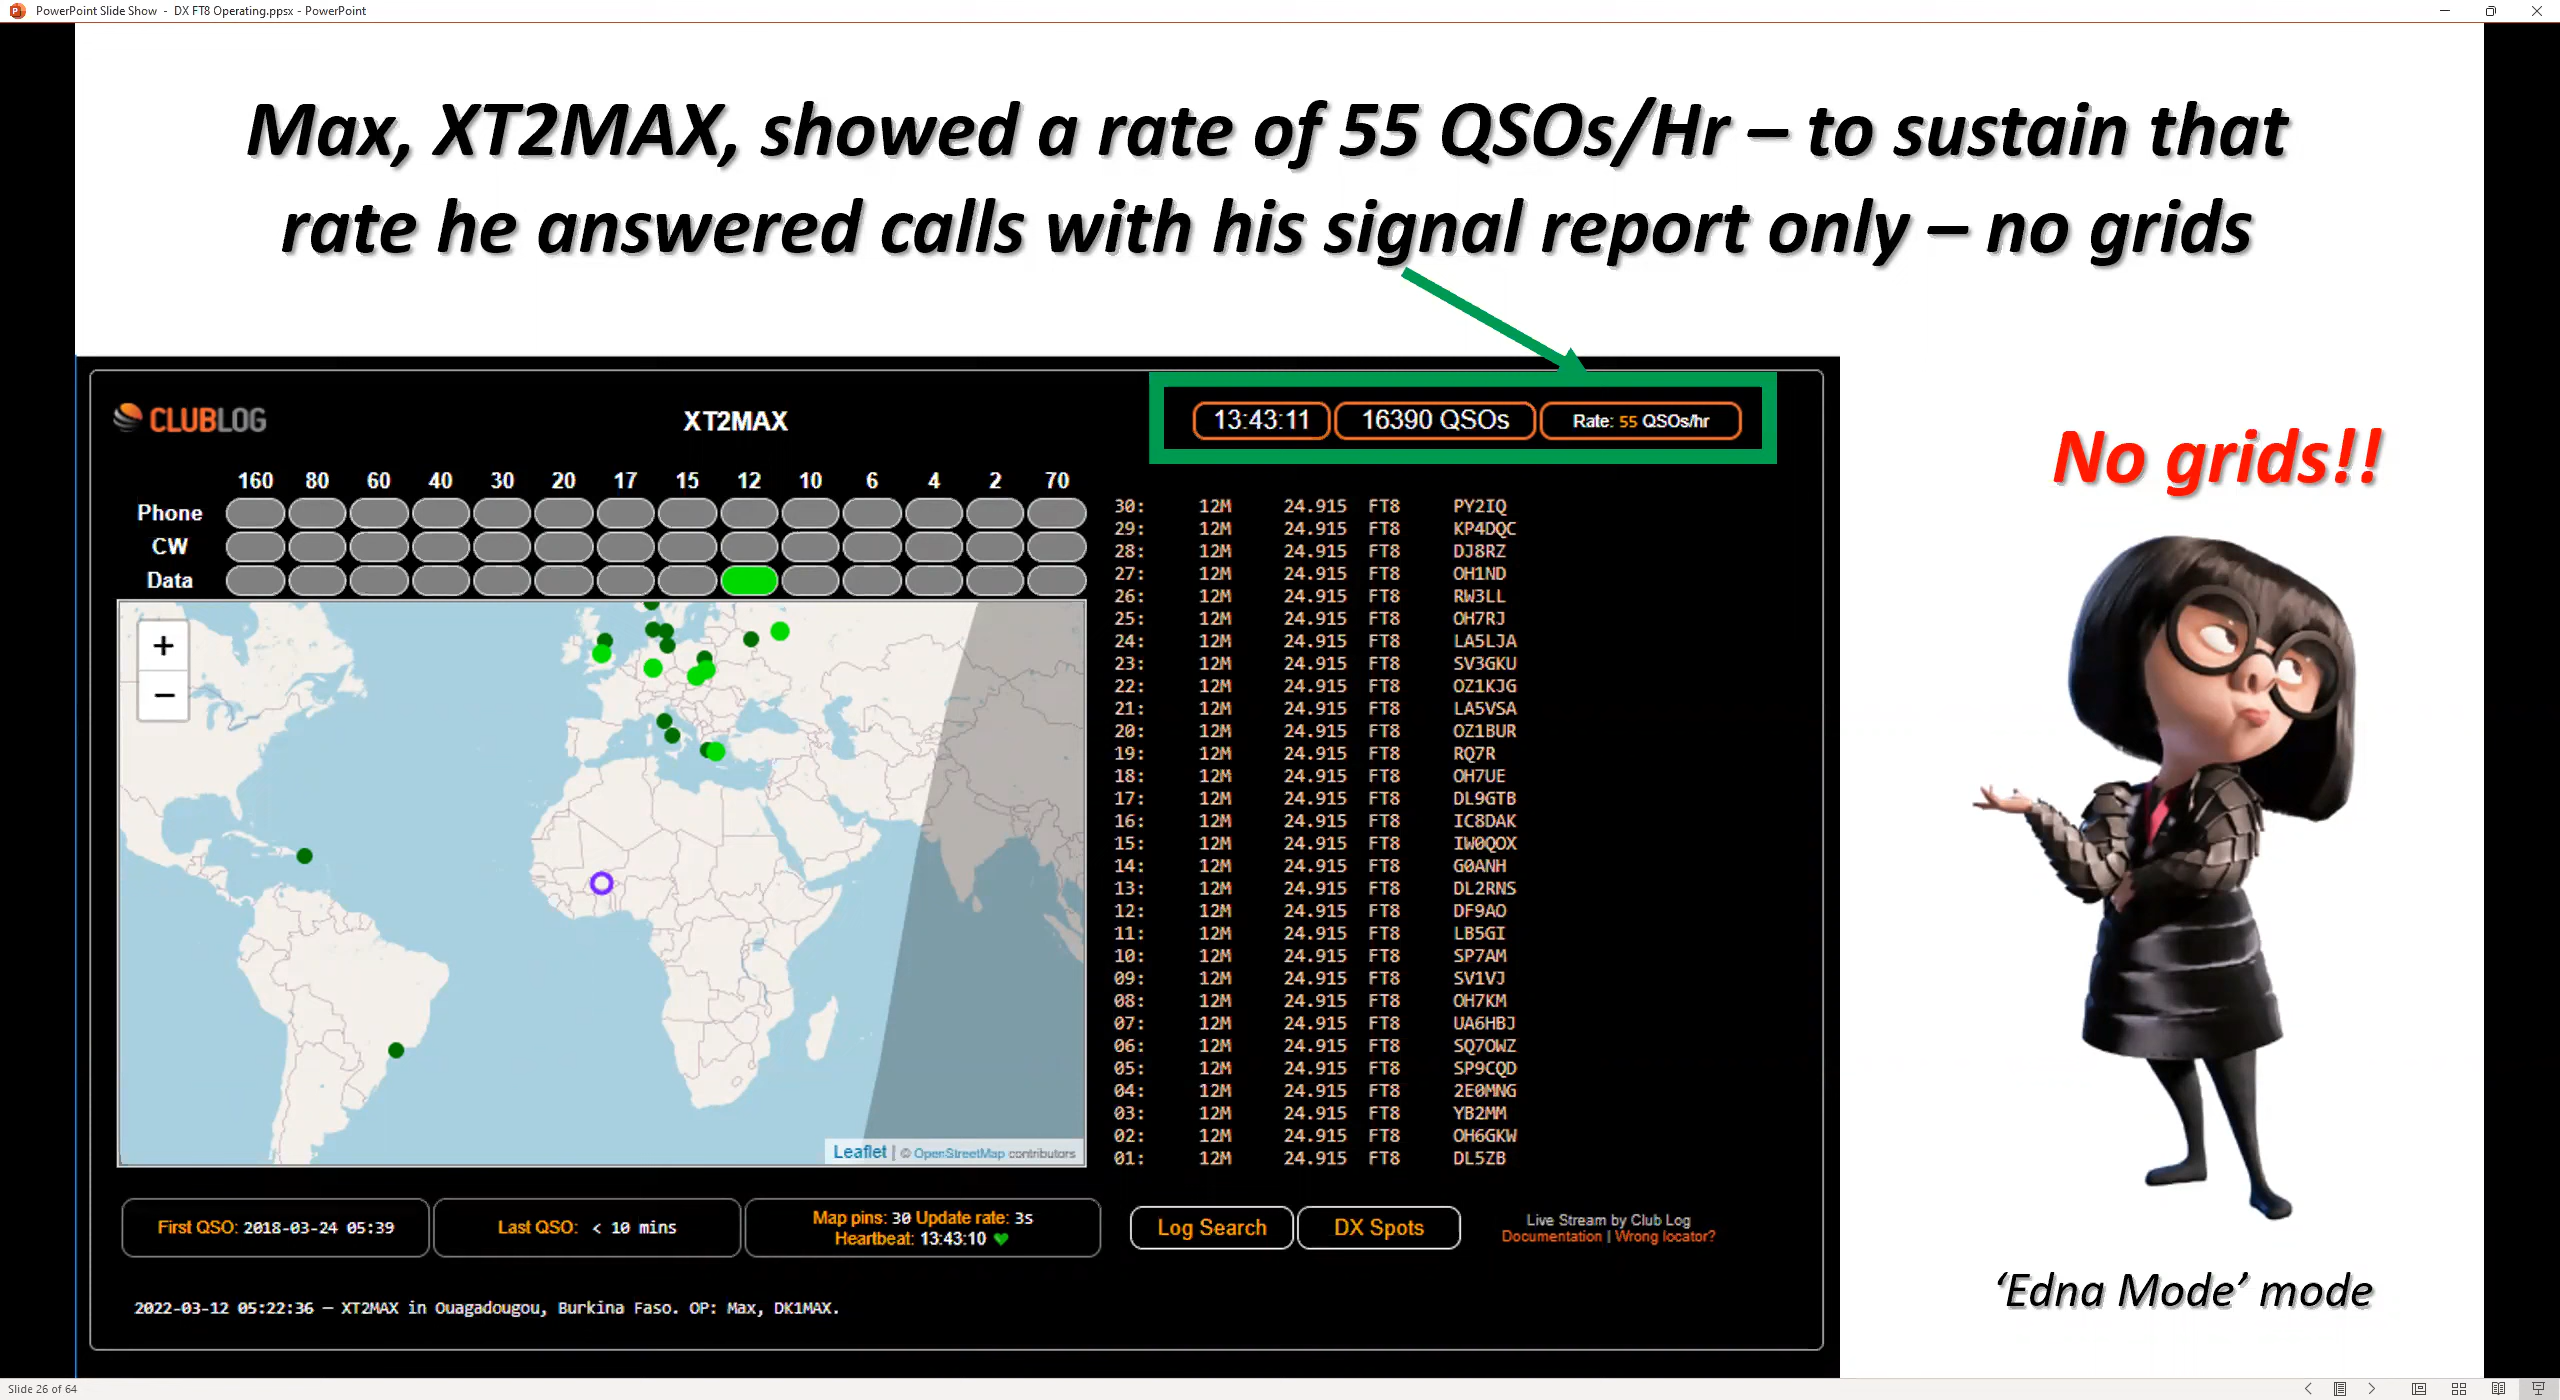 PowerPoint Slide Show - DX FT8 Operating.ppsx - PowerPoint
Max, XT2MAX, showed a rate of 55 QSOs/Hr – to sustain that
rate he answered calls with his signal report only – no grids
CLUBLOG
XT2MAX
13:43:11 16390 QSOs Rate: 55 QSOs/hr
160 80 60 40 30 20 17 15 12 10 6 4 2 70
Phone
CW
Data
+
−
Leaflet | © OpenStreetMap contributors
30: 12M 24.915 FT8 PY2IQ
29: 12M 24.915 FT8 KP4DQC
28: 12M 24.915 FT8 DJ8RZ
27: 12M 24.915 FT8 OH1ND
26: 12M 24.915 FT8 RW3LL
25: 12M 24.915 FT8 OH7RJ
24: 12M 24.915 FT8 LA5LJA
23: 12M 24.915 FT8 SV3GKU
22: 12M 24.915 FT8 OZ1KJG
21: 12M 24.915 FT8 LA5VSA
20: 12M 24.915 FT8 OZ1BUR
19: 12M 24.915 FT8 RQ7R
18: 12M 24.915 FT8 OH7UE
17: 12M 24.915 FT8 DL9GTB
16: 12M 24.915 FT8 IC8DAK
15: 12M 24.915 FT8 IW0QOX
14: 12M 24.915 FT8 G0ANH
13: 12M 24.915 FT8 DL2RNS
12: 12M 24.915 FT8 DF9AO
11: 12M 24.915 FT8 LB5GI
10: 12M 24.915 FT8 SP7AM
09: 12M 24.915 FT8 SV1VJ
08: 12M 24.915 FT8 OH7KM
07: 12M 24.915 FT8 UA6HBJ
06: 12M 24.915 FT8 SQ7OWZ
05: 12M 24.915 FT8 SP9CQD
04: 12M 24.915 FT8 2E0MNG
03: 12M 24.915 FT8 YB2MM
02: 12M 24.915 FT8 OH6GKW
01: 12M 24.915 FT8 DL5ZB
First QSO: 2018-03-24 05:39
Last QSO: < 10 mins
Map pins: 30 Update rate: 3s
Heartbeat: 13:43:10
Log Search
DX Spots
Live Stream by Club Log
Documentation | Wrong locator?
2022-03-12 05:22:36 – XT2MAX in Ouagadougou, Burkina Faso. OP: Max, DK1MAX.
No grids!!
‘Edna Mode’ mode
Slide 26 of 64